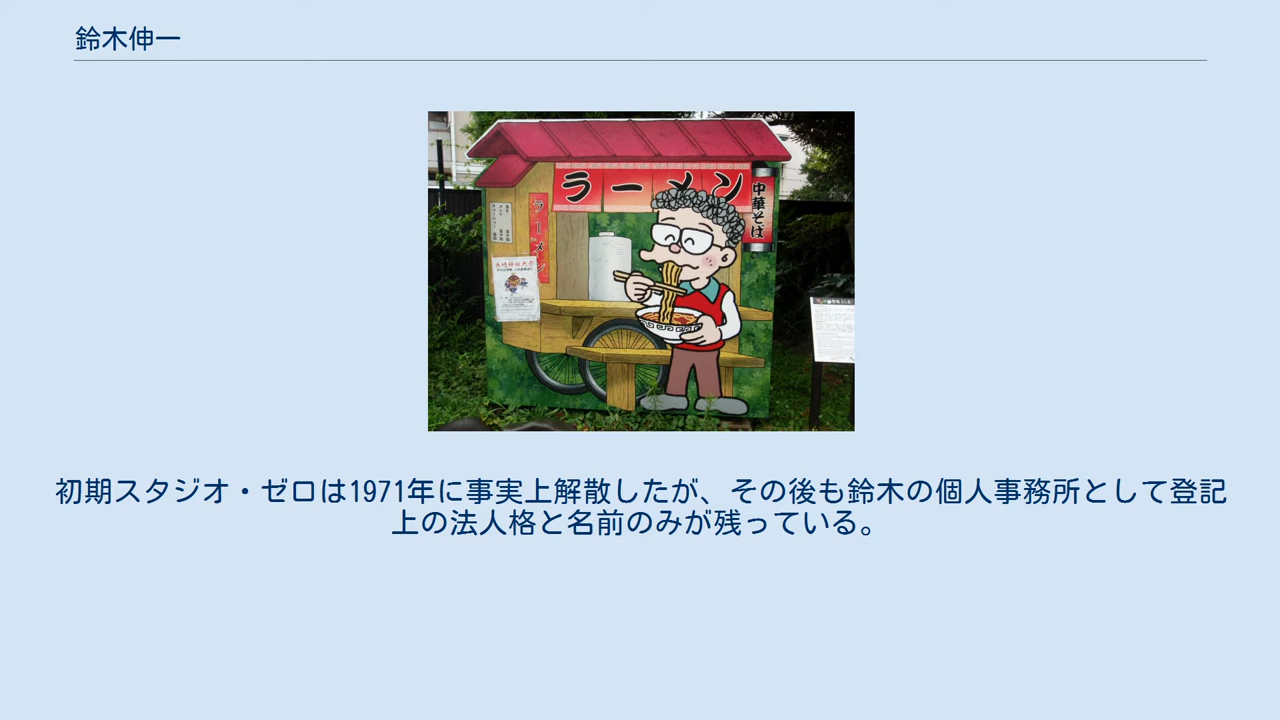 鈴木伸一
ラーメン
中華そば
ラーメン
初期スタジオ・ゼロは1971年に事実上解散したが、その後も鈴木の個人事務所として登記
上の法人格と名前のみが残っている。